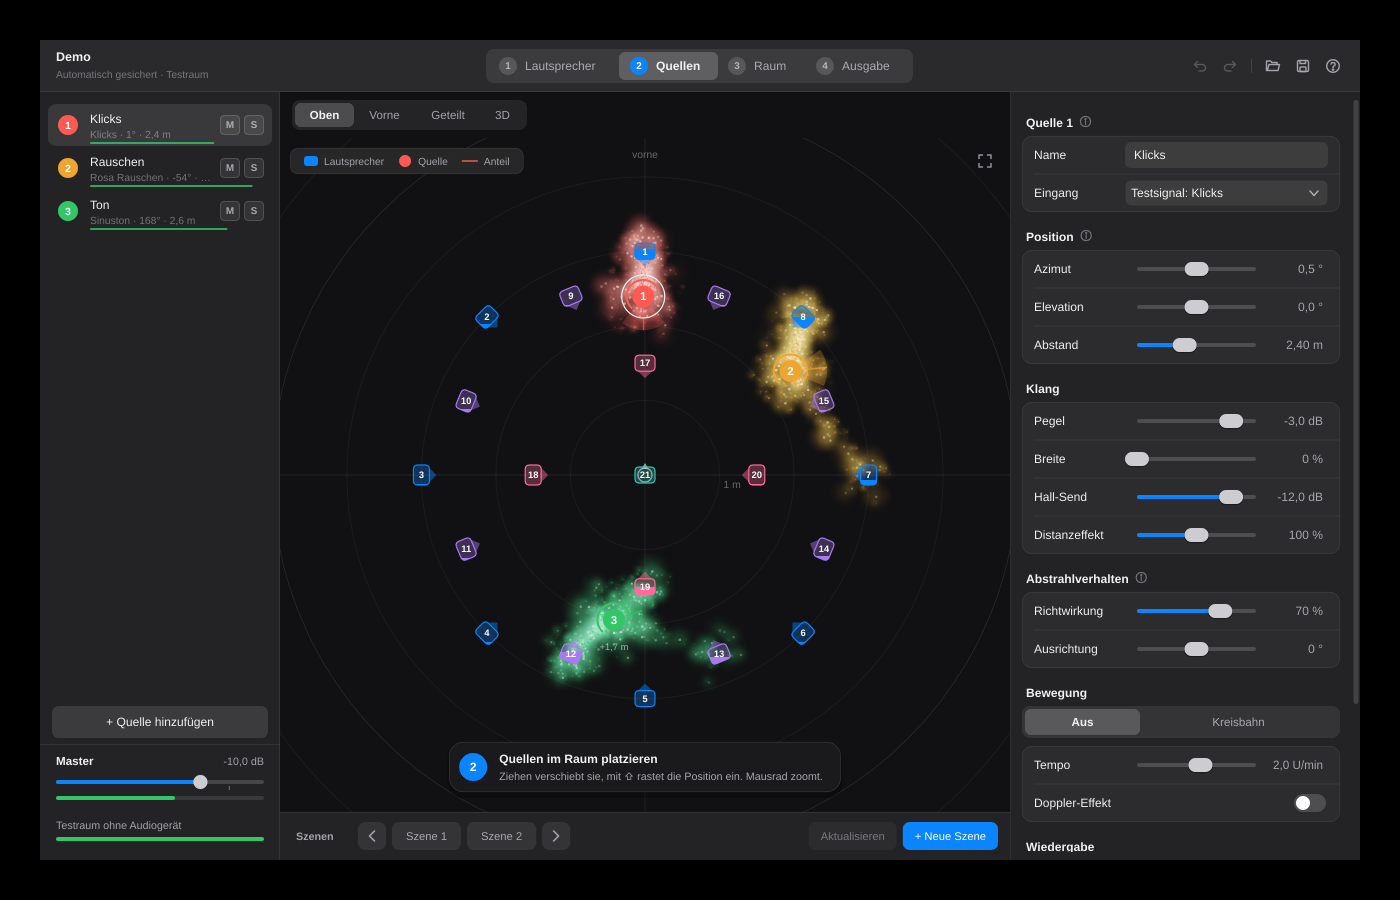 Demo
Automatisch gesichert · Testraum
1 Lautsprecher
2 Quellen
3 Raum
4 Ausgabe
1 Klicks M S
Klicks · 1° · 2,4 m
2 Rauschen M S
Rosa Rauschen · -54° · …
3 Ton M S
Sinuston · 168° · 2,6 m
+ Quelle hinzufügen
Master -10,0 dB
Testraum ohne Audiogerät
Oben Vorne Geteilt 3D
Lautsprecher Quelle Anteil
vorne
1
9
1
16
2
8
17
2
10
15
3
18
21
20
7
1 m
11
14
19
3
4
6
+1,7 m
12
13
5
2
Quellen im Raum platzieren
Ziehen verschiebt sie, mit ⇧ rastet die Position ein. Mausrad zoomt.
Szenen
Szene 1
Szene 2
Aktualisieren
+ Neue Szene
Quelle 1
Name Klicks
Eingang Testsignal: Klicks
Position
Azimut 0,5 °
Elevation 0,0 °
Abstand 2,40 m
Klang
Pegel -3,0 dB
Breite 0 %
Hall-Send -12,0 dB
Distanzeffekt 100 %
Abstrahlverhalten
Richtwirkung 70 %
Ausrichtung 0 °
Bewegung
Aus Kreisbahn
Tempo 2,0 U/min
Doppler-Effekt
Wiedergabe